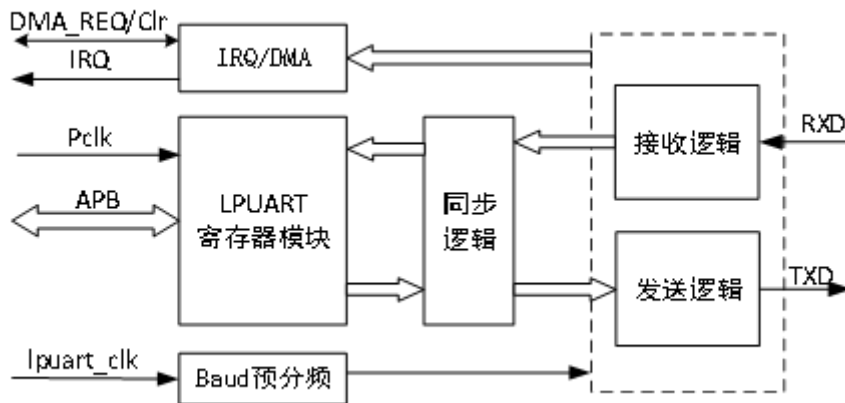 DMA_REQ/Clr
IRQ
IRQ/DMA
Pclk
APB
LPUART
寄存器模块
同步
逻辑
接收逻辑
RXD
发送逻辑
TXD
lpuart_clk
Baud预分频